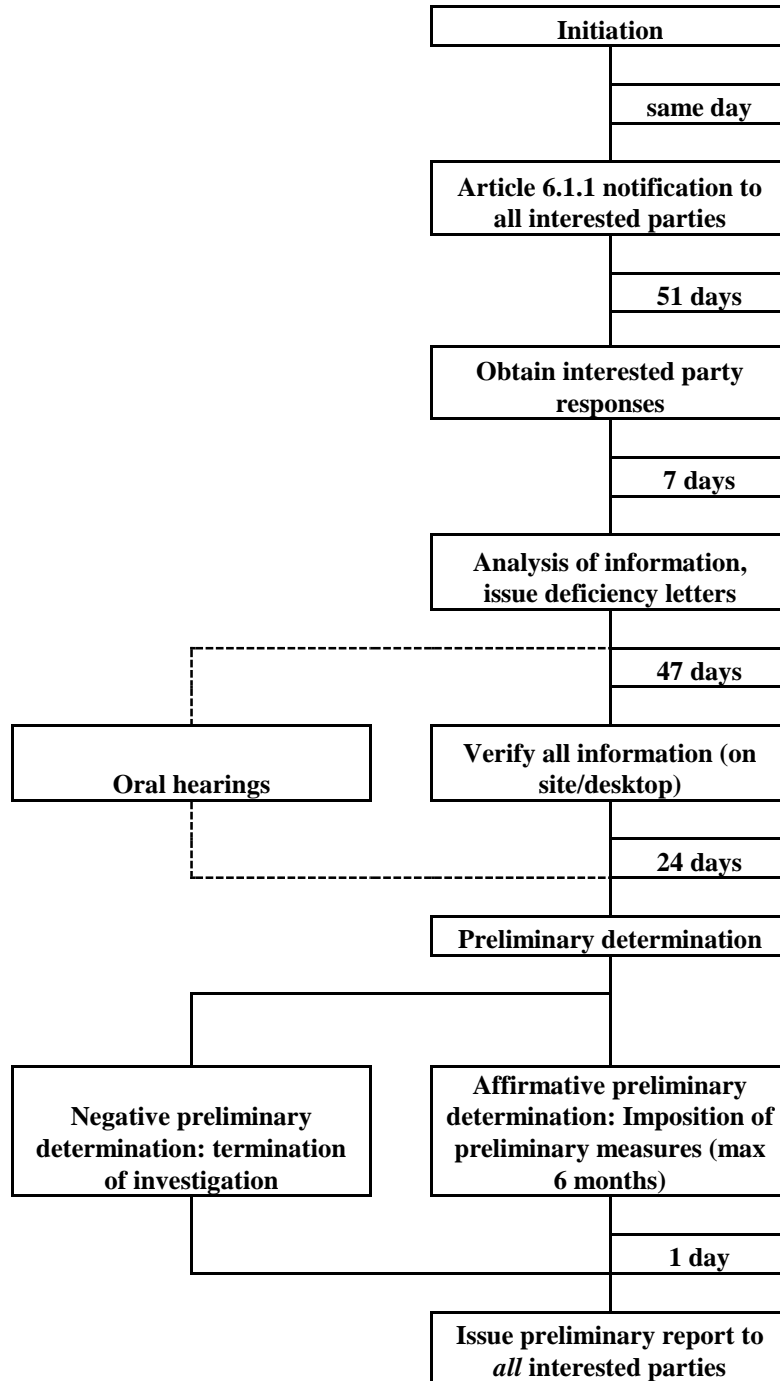 Initiation
same day
Article 6.1.1 notification to
all interested parties
51 days
Obtain interested party
responses
7 days
Analysis of information,
issue deficiency letters
47 days
Oral hearings
Verify all information (on
site/desktop)
24 days
Preliminary determination
Negative preliminary
determination: termination
of investigation
Affirmative preliminary
determination: Imposition of
preliminary measures (max
6 months)
1 day
Issue preliminary report to
all interested parties